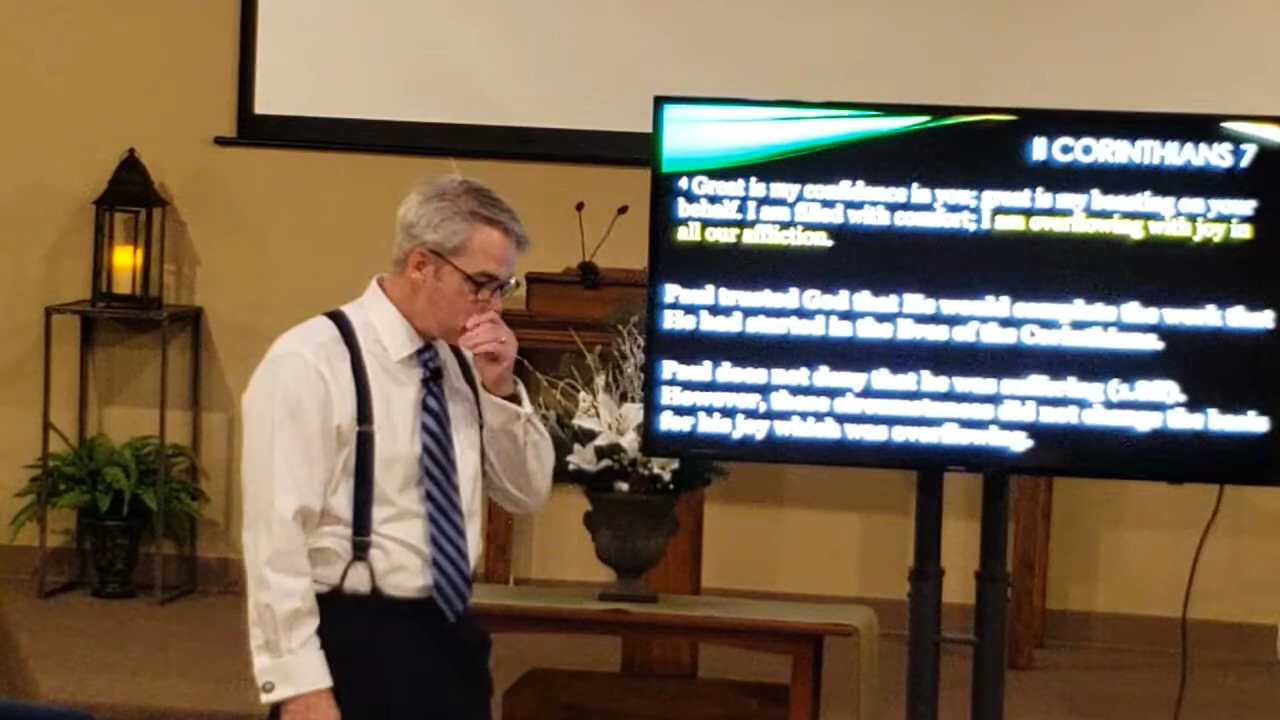 II CORINTHIANS 7
4 Great is my confidence in you; great is my boasting on your
behalf. I am filled with comfort; I am overflowing with joy in
all our affliction.
Paul trusted God that He would complete the work that
He had started in the lives of the Corinthians.
Paul does not deny that he was suffering
However, these circumstances did not change the basis
for his joy which was overflowing.